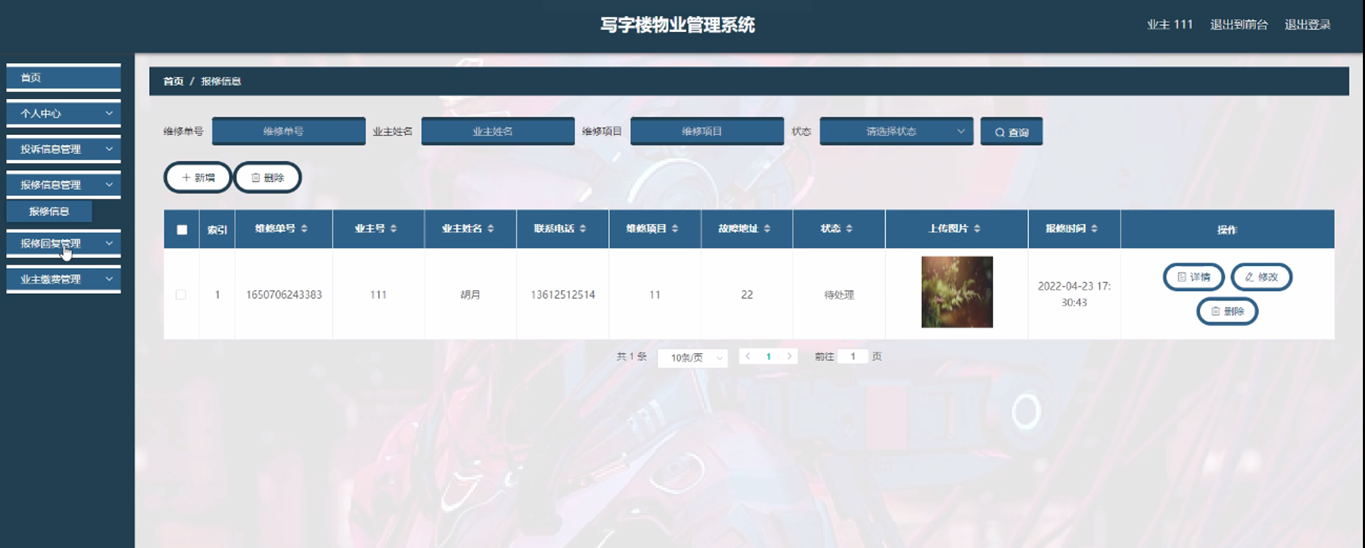 写字楼物业管理系统
业主 111 退出到前台 退出登录
首页
个人中心
投诉信息管理
报修信息管理
报修信息
报修回复管理
业主缴费管理
首页 / 报修信息
维修单号 维修单号 业主姓名 业主姓名 维修项目 维修项目 状态 请选择状态 查询
新增 删除
索引 维修单号 业主号 业主姓名 联系电话 维修项目 故障地址 状态 上传图片 报修时间 操作
1 1650706243383 111 胡月 13612512514 11 22 待处理 2022-04-23 17:
30:43
详情 修改
删除
共 1 条 10条/页 1 前往 1 页